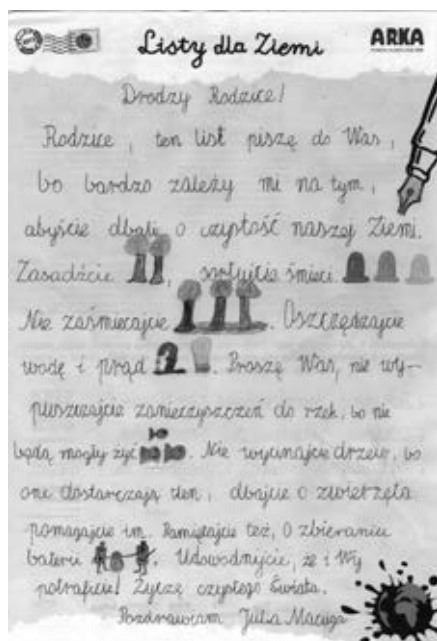 Listy dla Ziemi
ARKA
Drodzy Rodzice!
Rodzice, ten list piszę do Was,
bo bardzo zależy mi na tym,
abyście dbali o czystość naszej Ziemi.
Zasadźcie , sortujcie śmieci
Nie zaśmiecajcie . Oszczędzajcie
wodę i prąd . Proszę Was, nie wy-
puszczajcie zanieczyszczeń do rzek, bo nie
będą mogły żyć . Nie wycinajcie drzew, bo
one dostarczają tlen, dbajcie o zwierzęta
pomagajcie im. Pamiętajcie też, o zbieraniu
baterii . Udowodnijcie, że i Wy
potraficie! Życzę czystego Świata.
Pozdrawiam Julia Maciąga